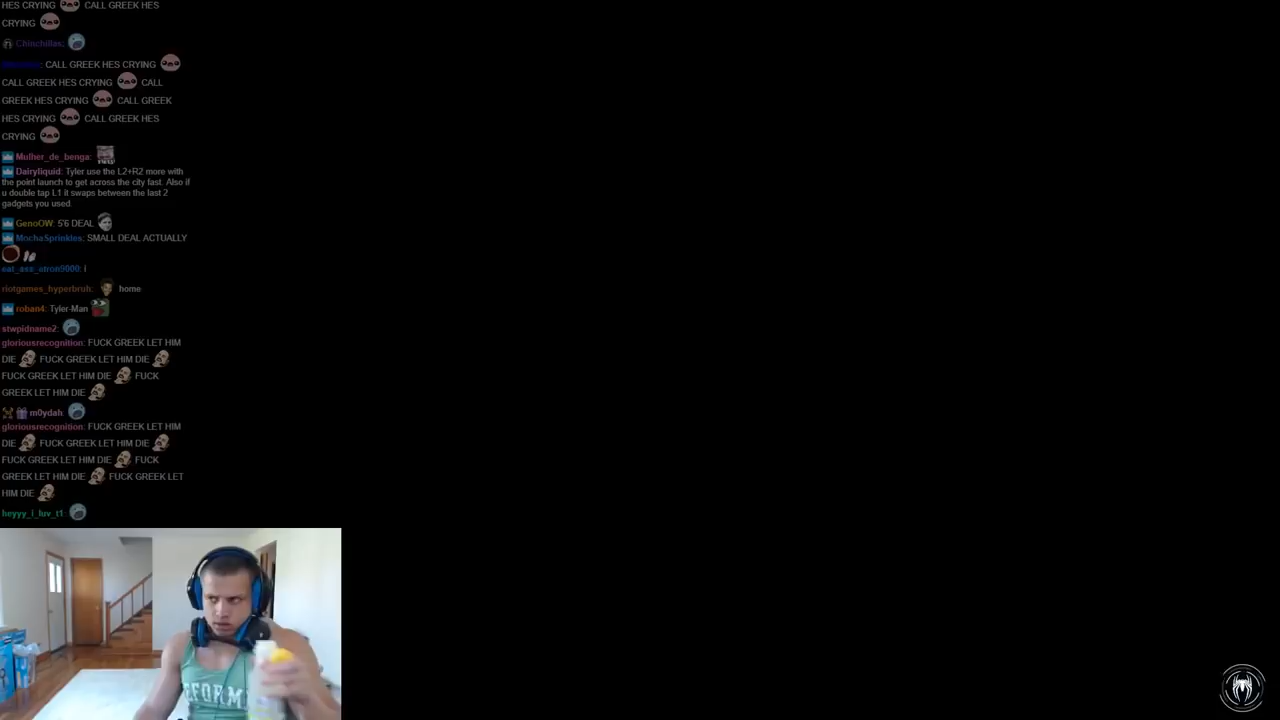 HES CRYING CALL GREEK HES
CRYING
Chinchillas:
: CALL GREEK HES CRYING
CALL GREEK HES CRYING CALL
GREEK HES CRYING CALL GREEK
HES CRYING CALL GREEK HES
CRYING
Mulher_de_benga:
Dairyliquid: Tyler use the L2+R2 more with
the point launch to get across the city fast. Also if
u double tap L1 it swaps between the last 2
gadgets you used
GenoOW: 5'6 DEAL
MochaSprinkles: SMALL DEAL ACTUALLY
eat_ass_atron9000: i
riotgames_hyperbruh: home
roban4: Tyler-Man
stwpidname2:
gloriousrecognition: FUCK GREEK LET HIM
DIE FUCK GREEK LET HIM DIE
FUCK GREEK LET HIM DIE FUCK
GREEK LET HIM DIE
m0ydah:
gloriousrecognition: FUCK GREEK LET HIM
DIE FUCK GREEK LET HIM DIE
FUCK GREEK LET HIM DIE FUCK
GREEK LET HIM DIE FUCK GREEK LET
HIM DIE
heyyy_i_luv_t1:
EFORM